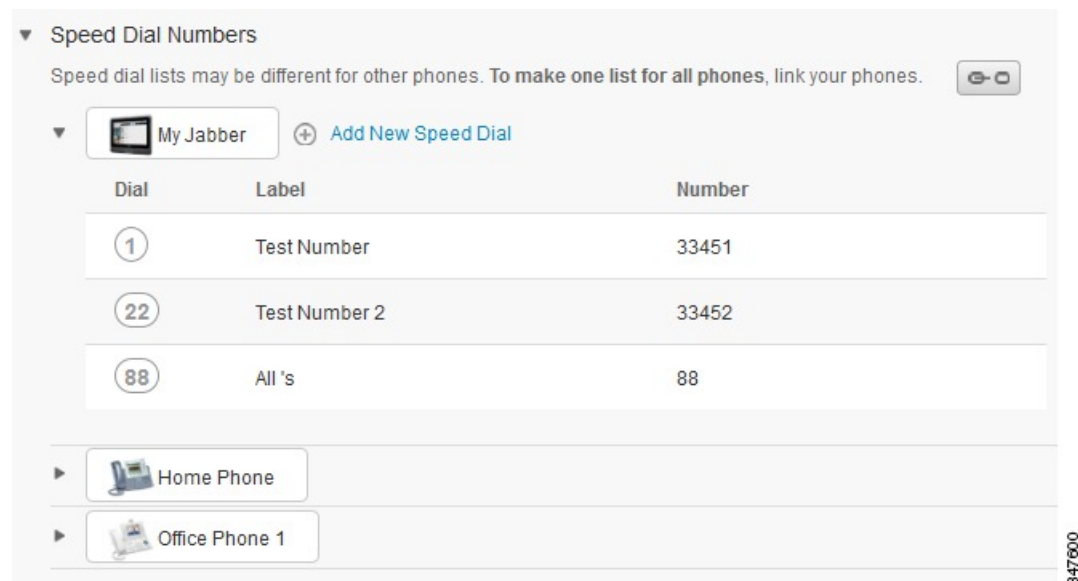 Speed Dial Numbers
Speed dial lists may be different for other phones. To make one list for all phones, link your phones.
My Jabber Add New Speed Dial
Dial Label Number
1 Test Number 33451
22 Test Number 2 33452
88 All 's 88
Home Phone
Office Phone 1
347600